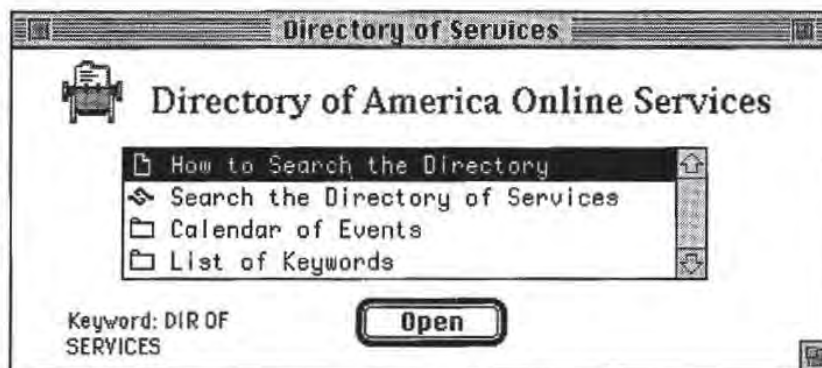 Directory of Services
Directory of America Online Services
How to Search the Directory
Search the Directory of Services
Calendar of Events
List of Keywords
Keyword: DIR OF
SERVICES
Open